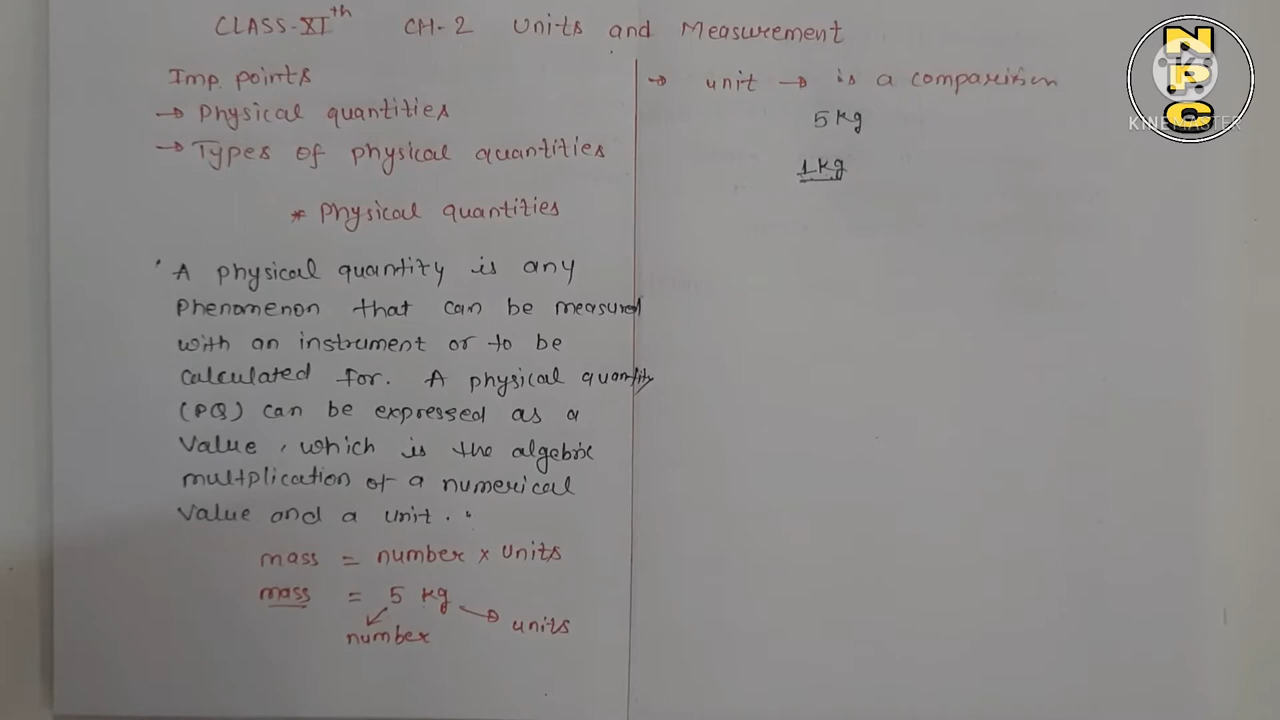 CLASS-XIth CH-2 Units and Measurement
Imp. points
→ Physical quantities
→ Types of physical quantities
* Physical quantities
' A physical quantity is any
Phenomenon that can be measured
with an instrument or to be
calculated for. A physical quantity
(PQ) can be expressed as a
Value, which is the algebric
multplication of a numerical
Value and a unit.
mass = number x units
mass = 5 kg
number
units
→ unit → is a comparision
5 Kg
1 Kg
NPC
KINEMASTER